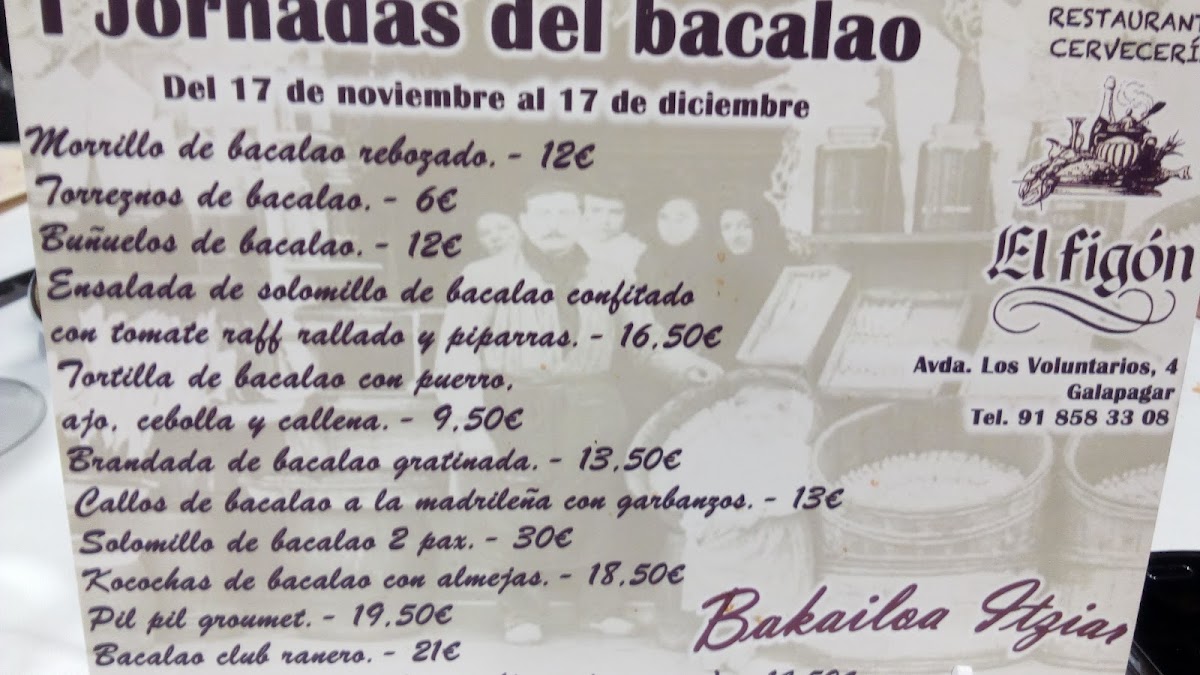 I Jornadas del bacalao
Del 17 de noviembre al 17 de diciembre
Morrillo de bacalao rebozado. - 12€
Torreznos de bacalao. - 6€
Buñuelos de bacalao. - 12€
Ensalada de solomillo de bacalao confitado
con tomate raff rallado y piparras. - 16,50€
Tortilla de bacalao con puerro,
ajo, cebolla y callena. - 9,50€
Brandada de bacalao gratinada. - 13,50€
Callos de bacalao a la madrileña con garbanzos. - 13€
Solomillo de bacalao 2 pax. - 30€
Kocochas de bacalao con almejas. - 18,50€
Pil pil groumet. - 19,50€
Bacalao club ranero. - 21€
RESTAURAN
CERVECERÍ
El figón
Avda. Los Voluntarios, 4
Galapagar
Tel. 91 858 33 08
Bakailoa Itziar